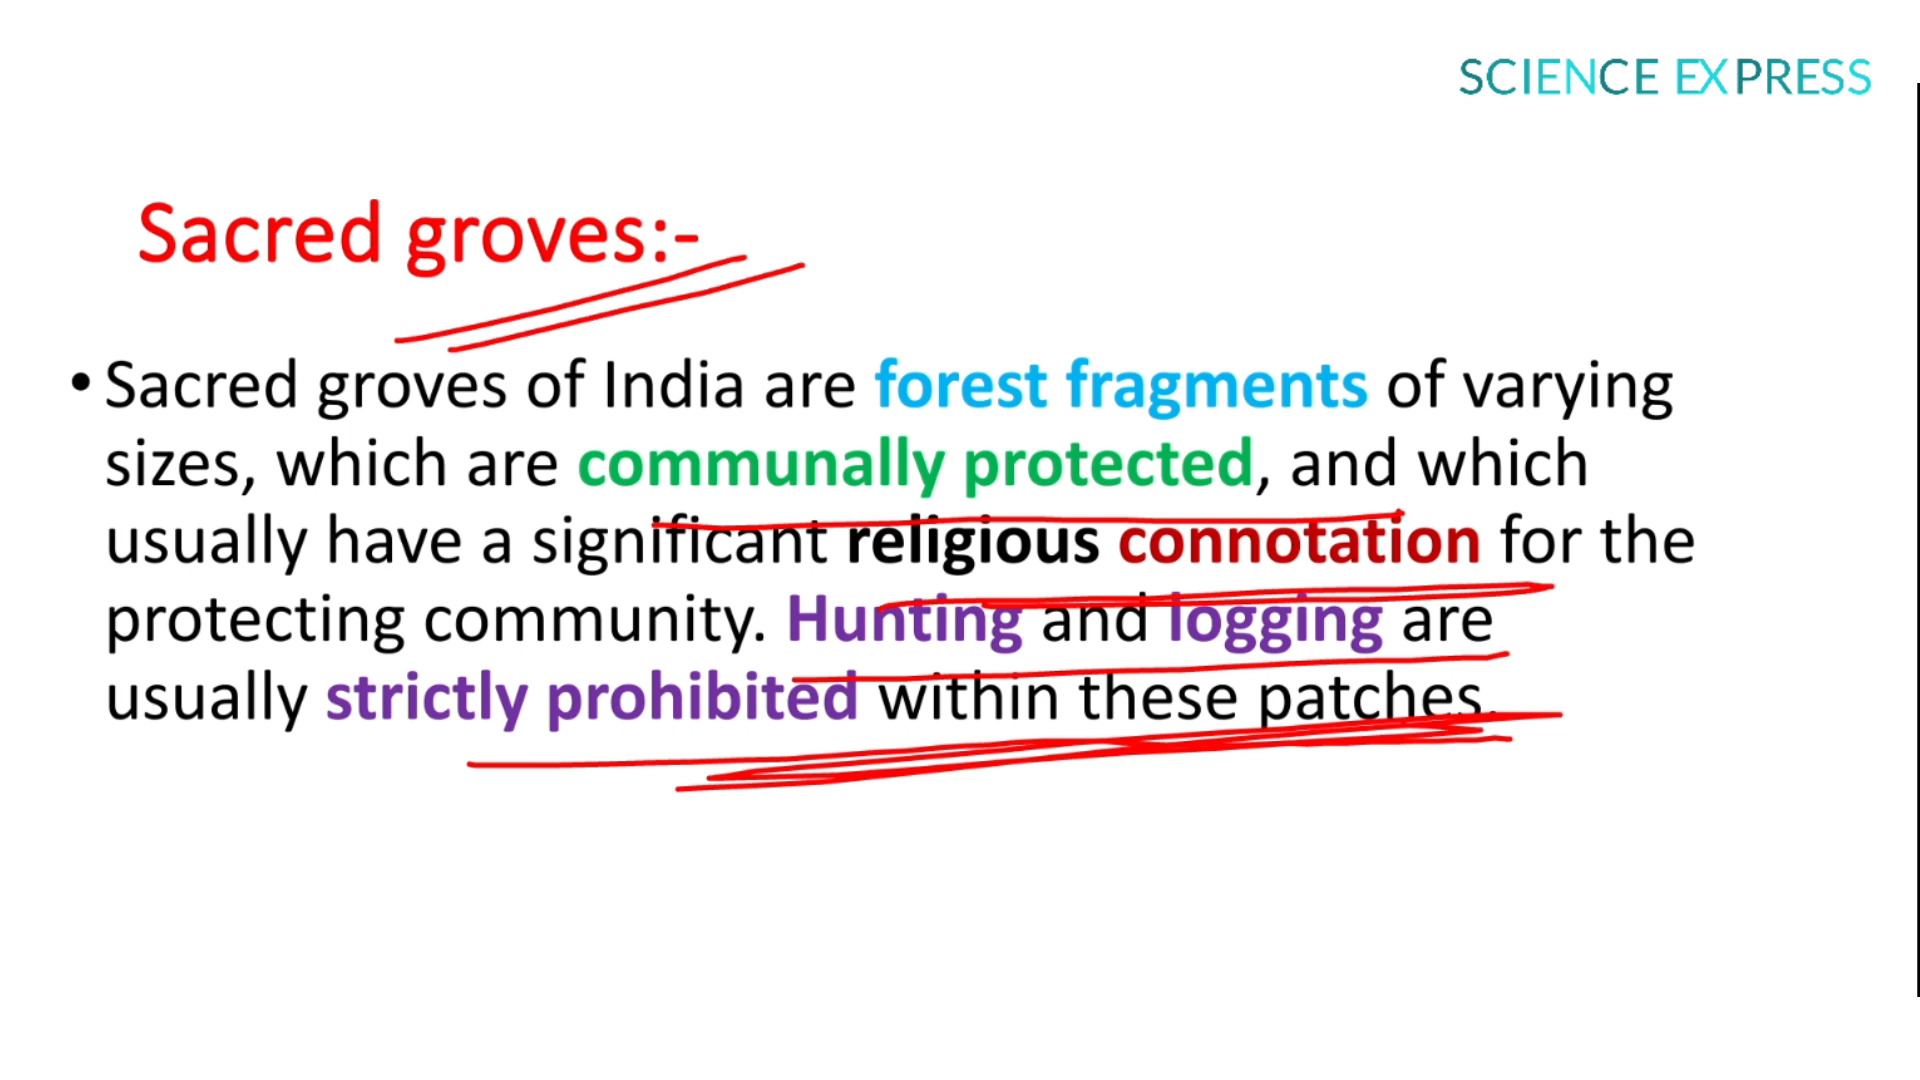 SCIENCE EXPRESS
Sacred groves:-
• Sacred groves of India are forest fragments of varying
sizes, which are communally protected, and which
usually have a significant religious connotation for the
protecting community. Hunting and logging are
usually strictly prohibited within these patches.